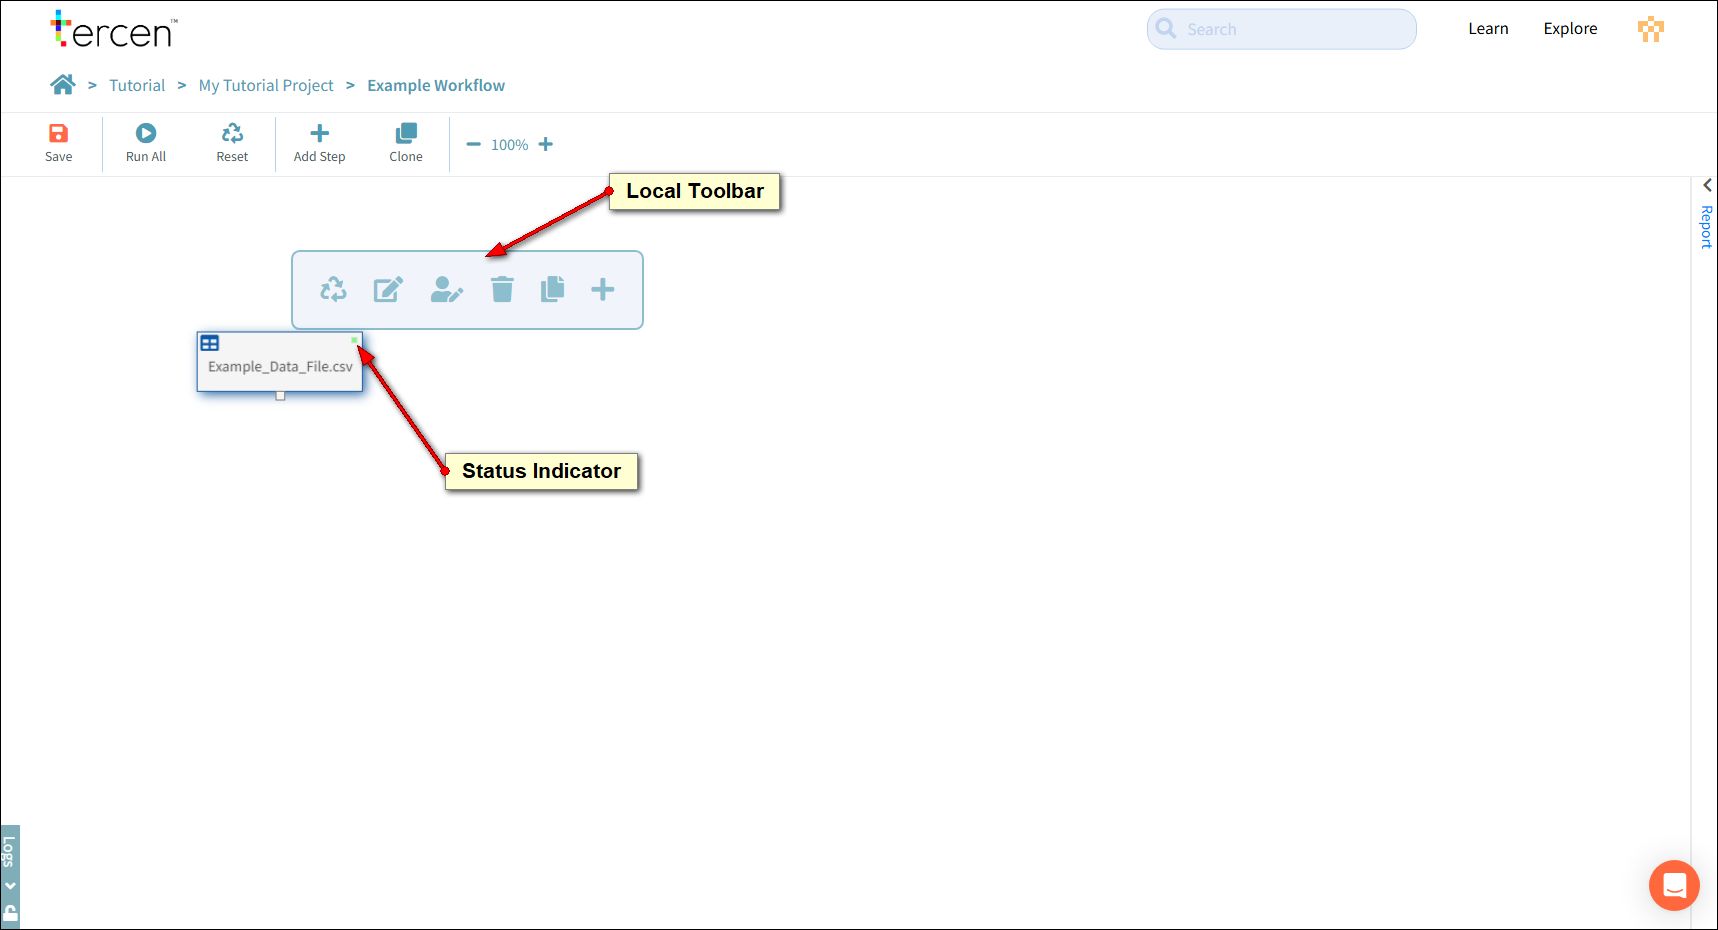 tercen™
Search
Learn
Explore
> Tutorial > My Tutorial Project > Example Workflow
Save
Run All
Reset
Add Step
Clone
100%
Local Toolbar
Report
Example_Data_File.csv
Status Indicator
Logs